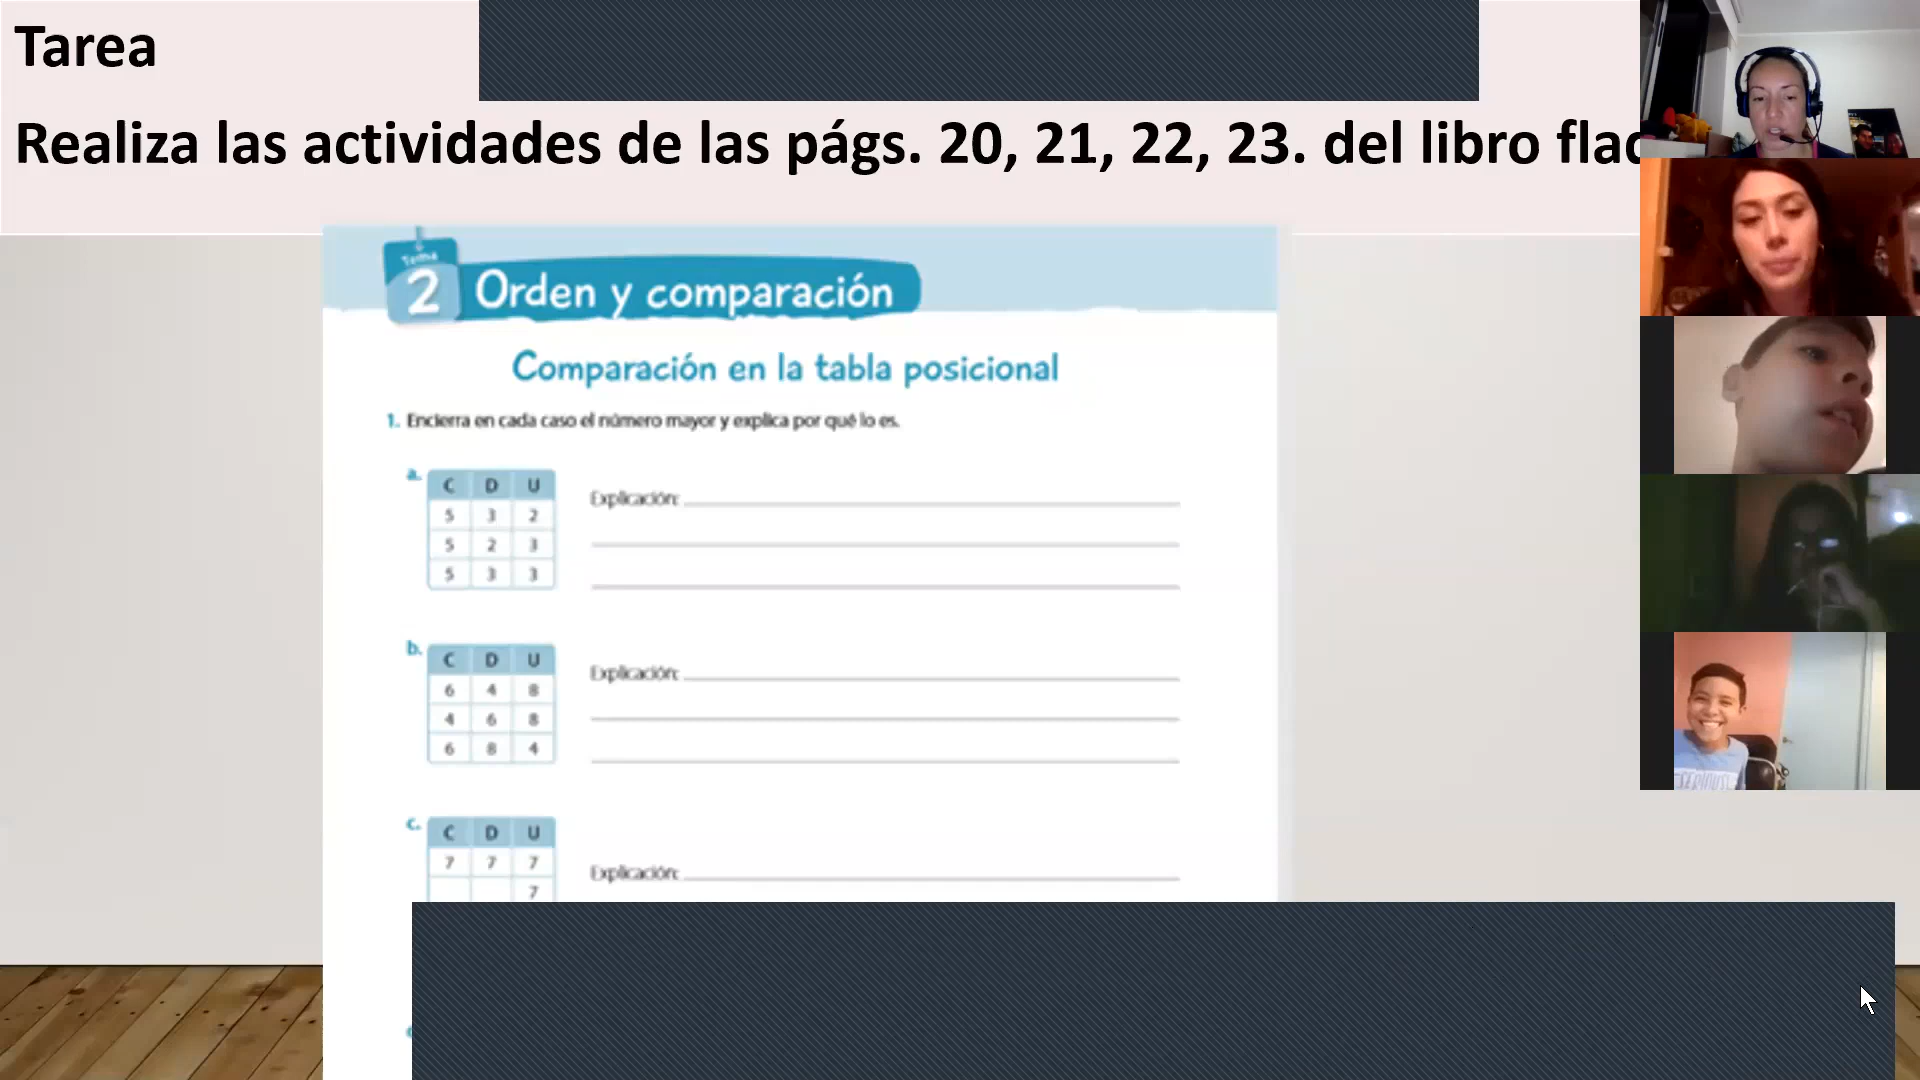 Tarea
Realiza las actividades de las págs. 20, 21, 22, 23. del libro
Tema
2 Orden y comparación
Comparación en la tabla posicional
1. Encierra en cada caso el número mayor y explica por qué lo es.
a.
C D U
5 3 2
5 2 3
5 3 3
Explicación:
b.
C D U
6 4 8
4 6 8
6 8 4
Explicación:
c.
C D U
7 7 7
7
Explicación: